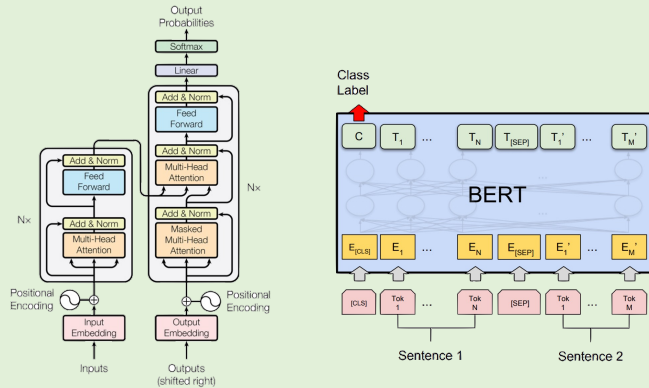 Output
Probabilities
Softmax
Linear
Add & Norm
Feed
Forward
Add & Norm
Multi-Head
Attention
Add & Norm
Masked
Multi-Head
Attention
Nx
Positional
Encoding
Output
Embedding
Outputs
(shifted right)
Add & Norm
Feed
Forward
Add & Norm
Multi-Head
Attention
Nx
Positional
Encoding
Input
Embedding
Inputs
Class
Label
C T1 ... TN T[SEP] T1' ... TM'
BERT
E[CLS] E1 ... EN E[SEP] E1' ... EM'
[CLS] Tok 1 ... Tok N [SEP] Tok 1 ... Tok M
Sentence 1 Sentence 2